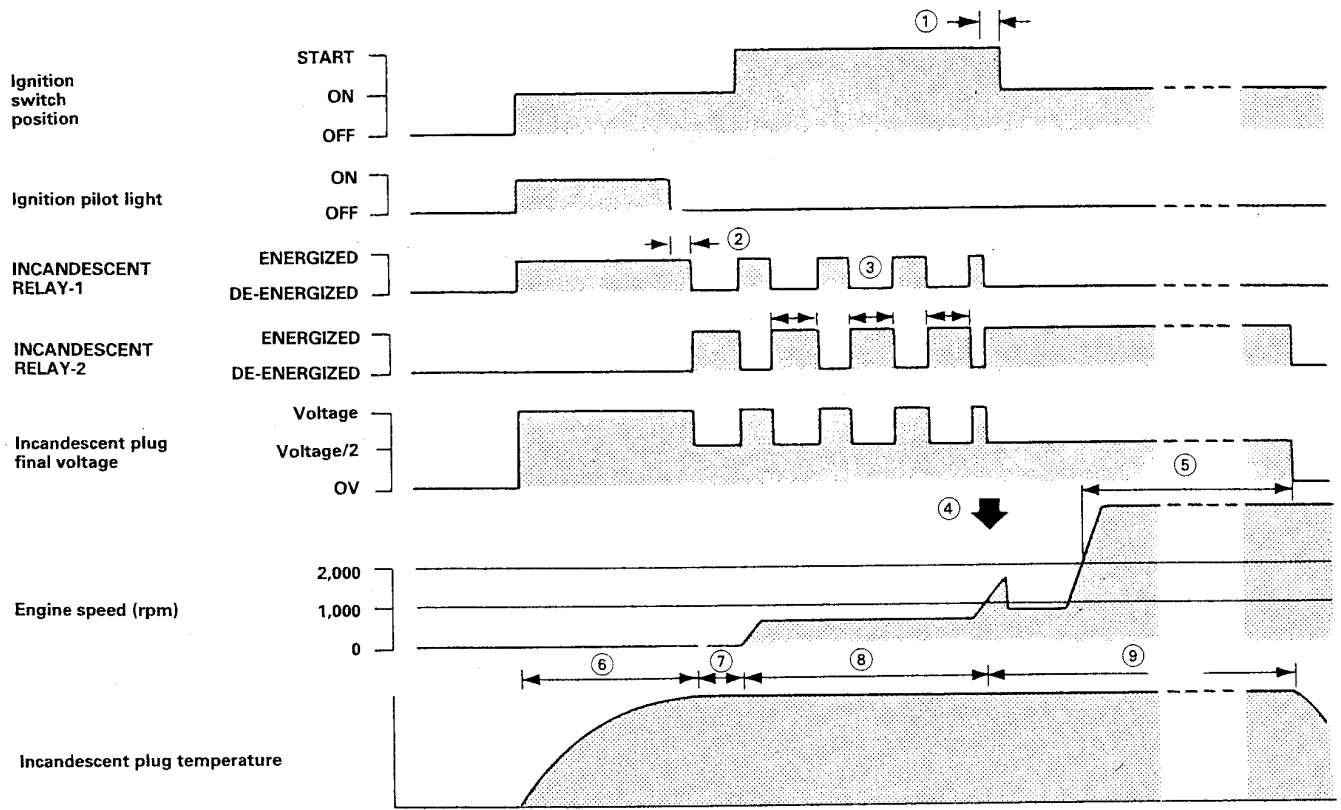 ①
Ignition
switch
position
START
ON
OFF
Ignition pilot light
ON
OFF
②
INCANDESCENT
RELAY-1
ENERGIZED
DE-ENERGIZED
③
INCANDESCENT
RELAY-2
ENERGIZED
DE-ENERGIZED
Incandescent plug
final voltage
Voltage
Voltage/2
OV
⑤
④
Engine speed (rpm)
2,000
1,000
0
⑥ ⑦ ⑧ ⑨
Incandescent plug temperature